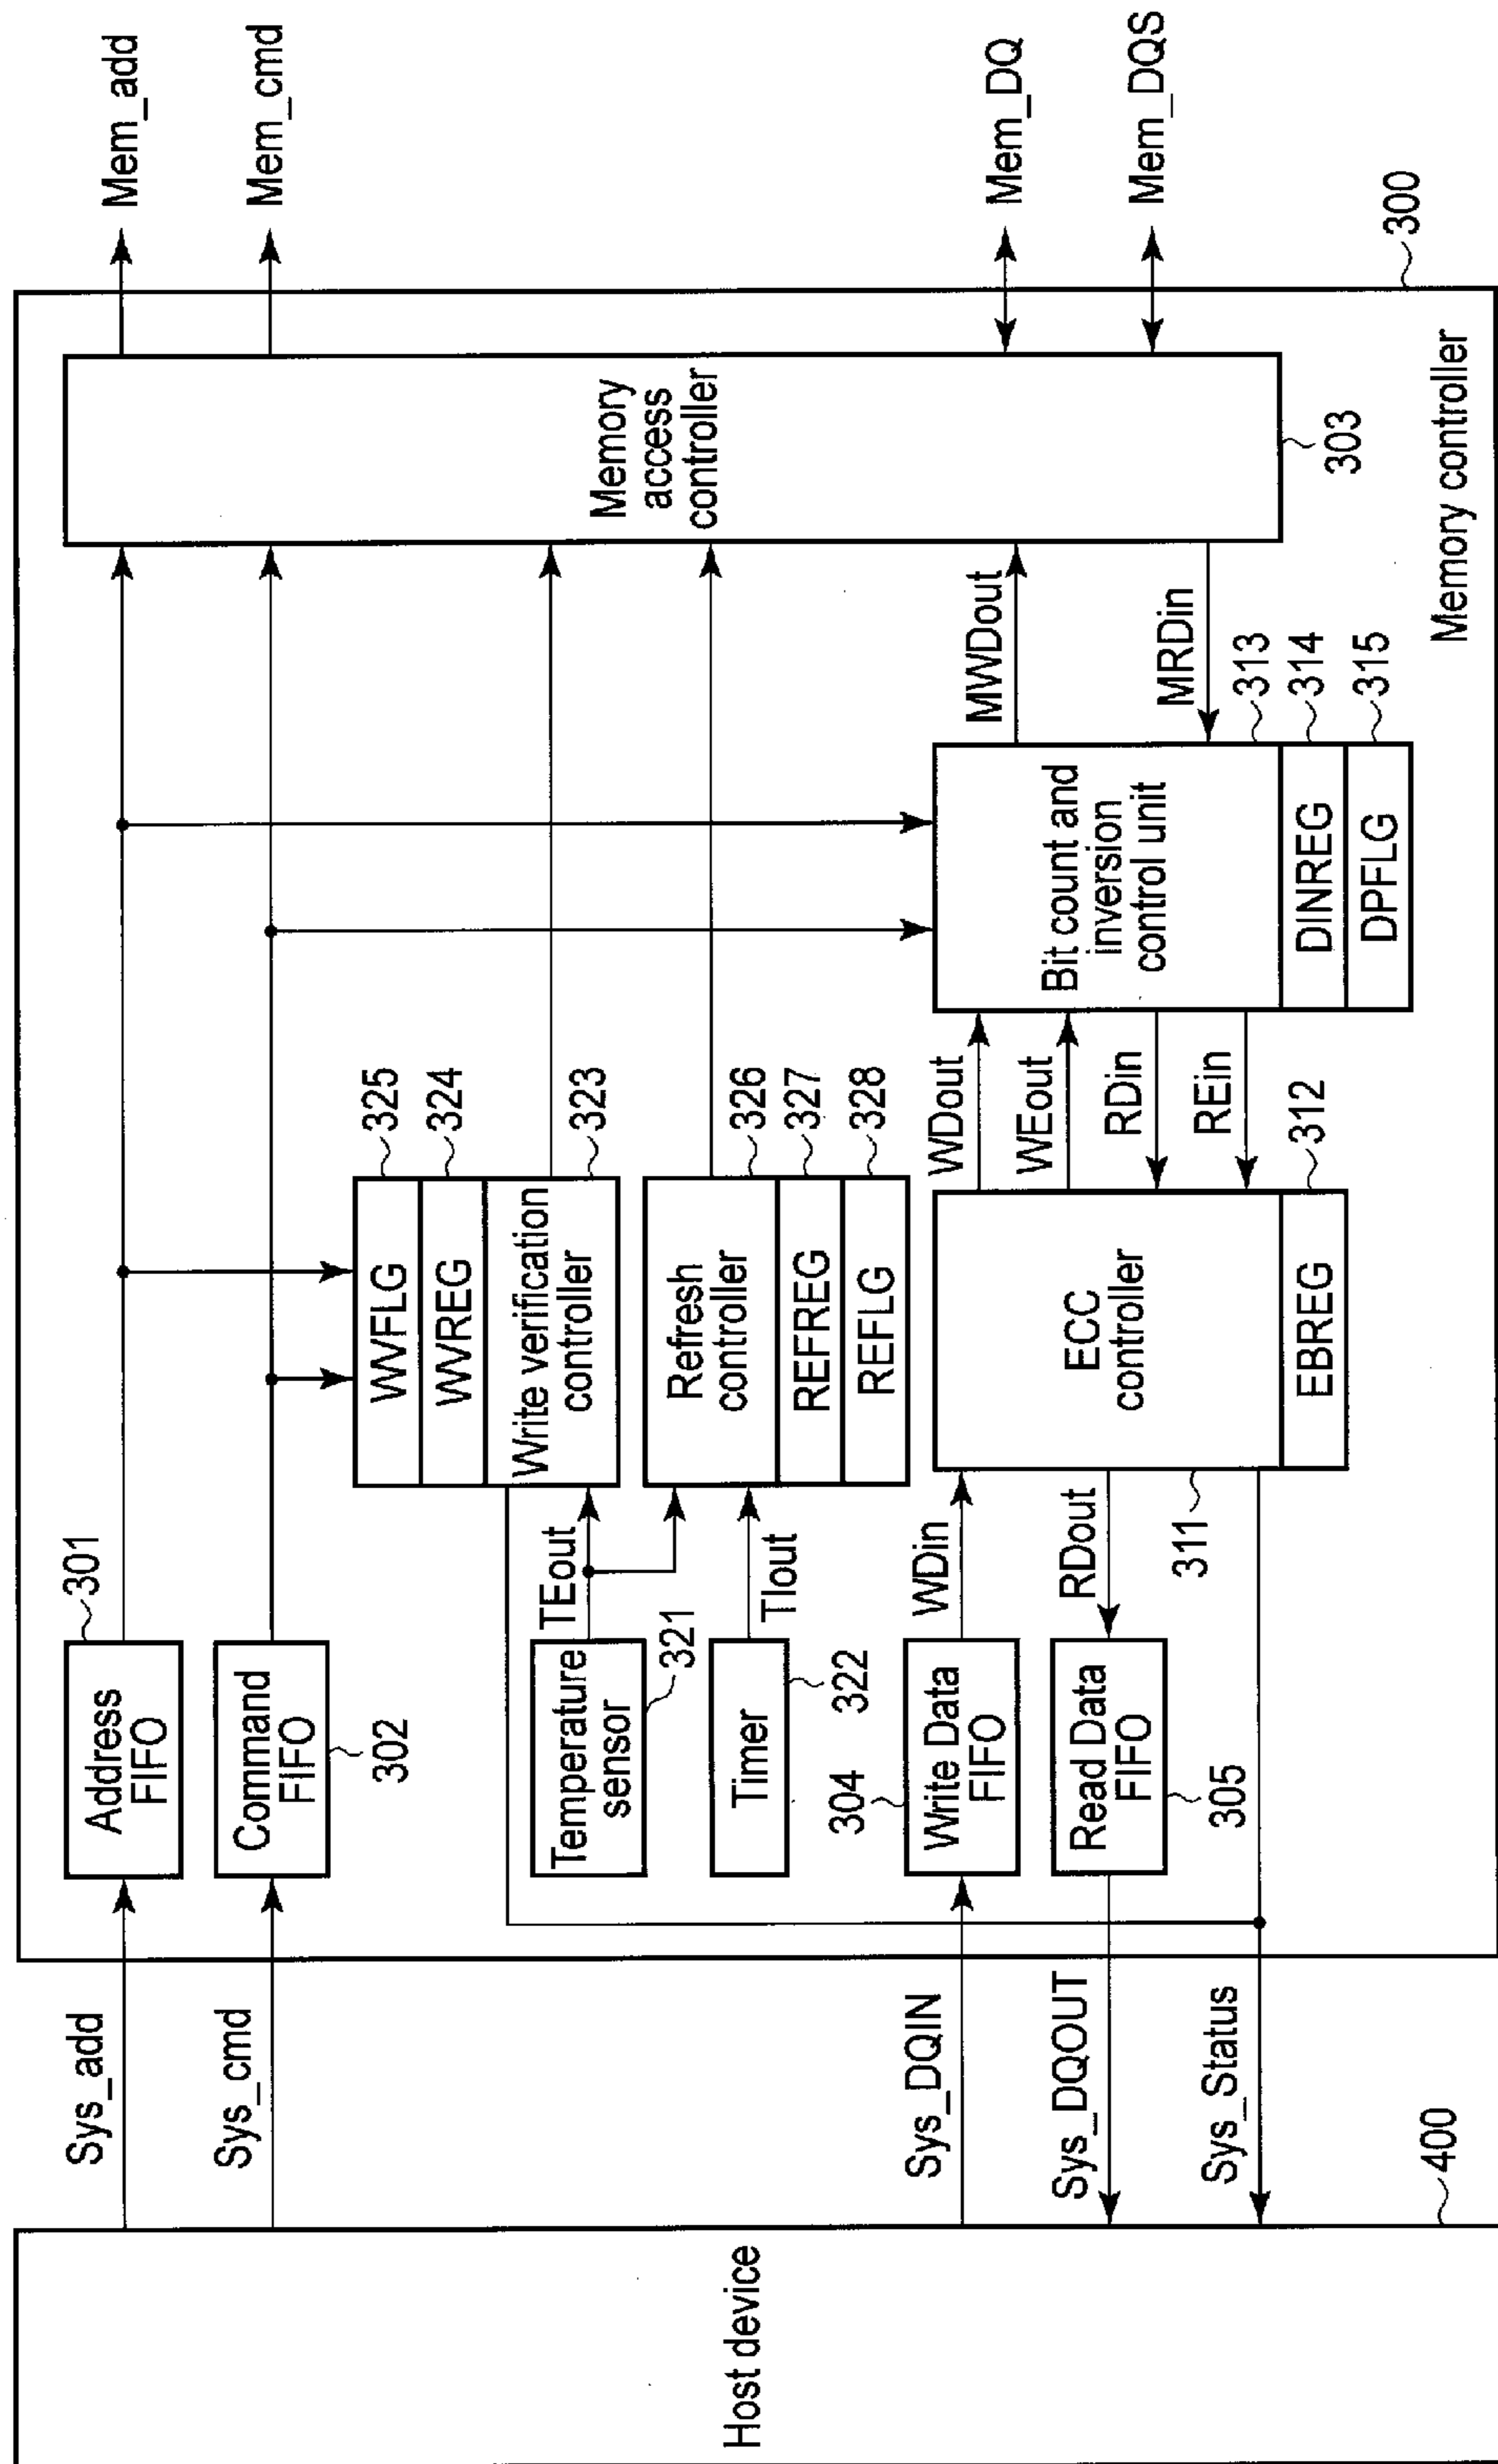 Host device
400
Sys_add
Sys_cmd
Sys_DQIN
Sys_DQOUT
Sys_Status
Address
FIFO
301
Command
FIFO
302
Temperature
sensor
321
TEout
Timer
322
TIout
304
Write Data
FIFO
WDin
Read Data
FIFO
305
RDout
WVFLG
325
WVREG
324
Write verification
controller
323
Refresh
controller
326
REFREG
327
REFLG
328
ECC
controller
311
EBREG
312
WDout
WEout
RDin
REin
Bit count and
inversion
control unit
313
DINREG
314
DPFLG
315
MWDout
MRDin
Memory
access
controller
303
Memory controller
300
Mem_add
Mem_cmd
Mem_DQ
Mem_DQS